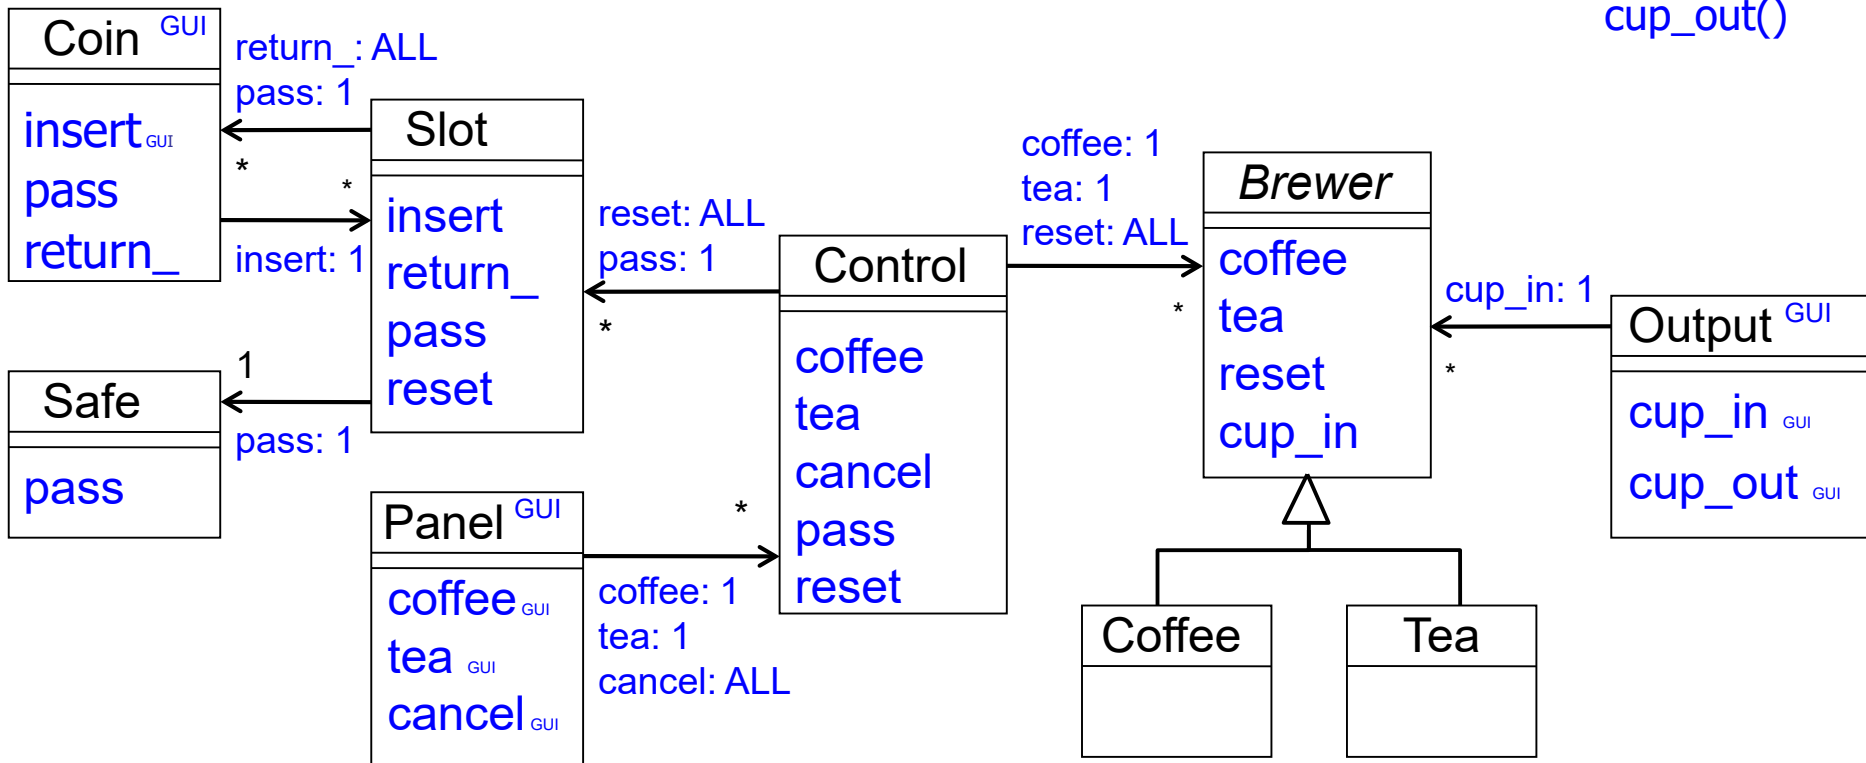 cup_out()
Coin GUI
insert GUI
pass
return_
return_: ALL
pass: 1
*
*
insert: 1
Slot
insert
return_
pass
reset
Safe
pass
1
pass: 1
reset: ALL
pass: 1
*
Control
coffee
tea
cancel
pass
reset
Panel GUI
coffee GUI
tea GUI
cancel GUI
*
coffee: 1
tea: 1
cancel: ALL
coffee: 1
tea: 1
reset: ALL
*
Brewer
coffee
tea
reset
cup_in
cup_in: 1
*
Output GUI
cup_in GUI
cup_out GUI
Coffee
Tea